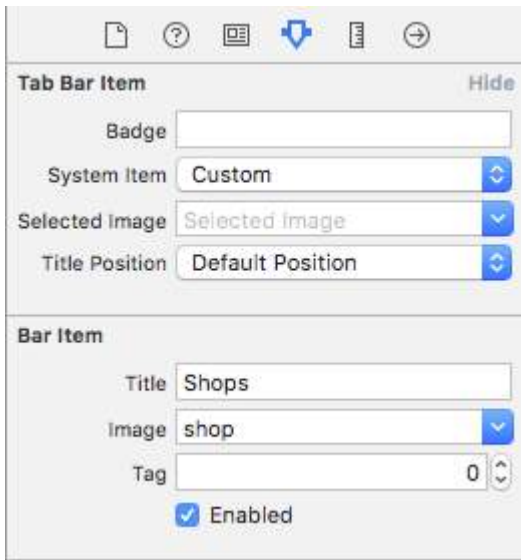 Tab Bar Item Hide
Badge
System Item Custom
Selected Image Selected Image
Title Position Default Position
Bar Item
Title Shops
Image shop
Tag 0
Enabled